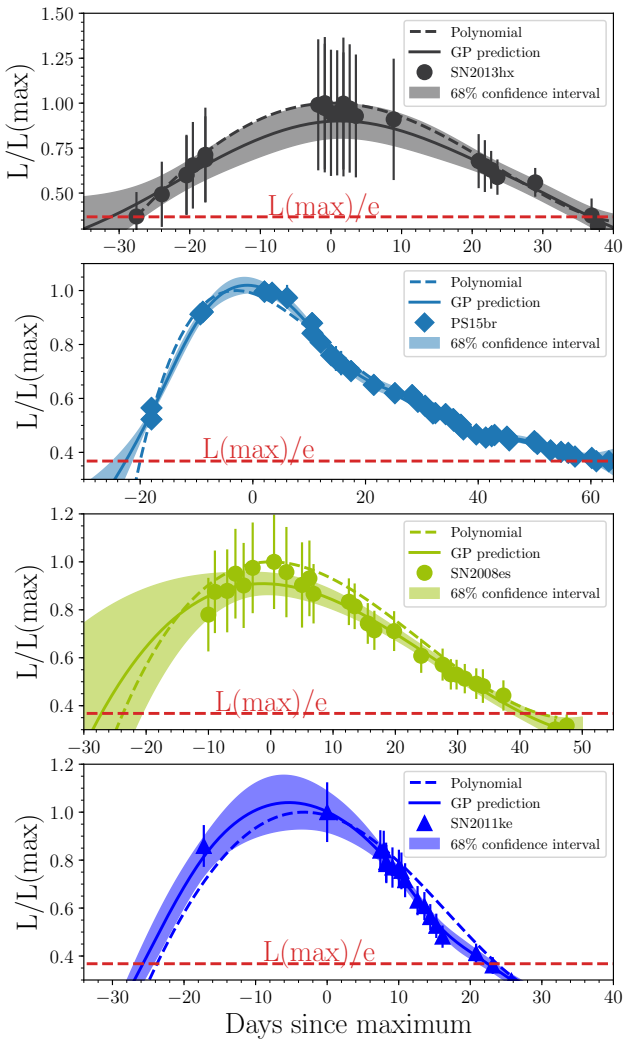 1.50
1.25
1.00
0.75
0.50
L/L(max)
Polynomial
GP prediction
SN2013hx
68% confidence interval
L(max)/e
−30 −20 −10 0 10 20 30 40
1.0
0.8
0.6
0.4
L/L(max)
Polynomial
GP prediction
PS15br
68% confidence interval
L(max)/e
−20 0 20 40 60
1.2
1.0
0.8
0.6
0.4
L/L(max)
Polynomial
GP prediction
SN2008es
68% confidence interval
L(max)/e
−30 −20 −10 0 10 20 30 40 50
1.2
1.0
0.8
0.6
0.4
L/L(max)
Polynomial
GP prediction
SN2011ke
68% confidence interval
L(max)/e
−30 −20 −10 0 10 20 30 40
Days since maximum